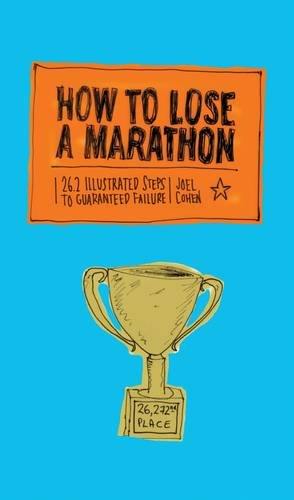 HOW TO LOSE
A MARATHON
26.2 ILLUSTRATED STEPS
TO GUARANTEED FAILURE
JOEL
COHEN
26,272nd
PLACE